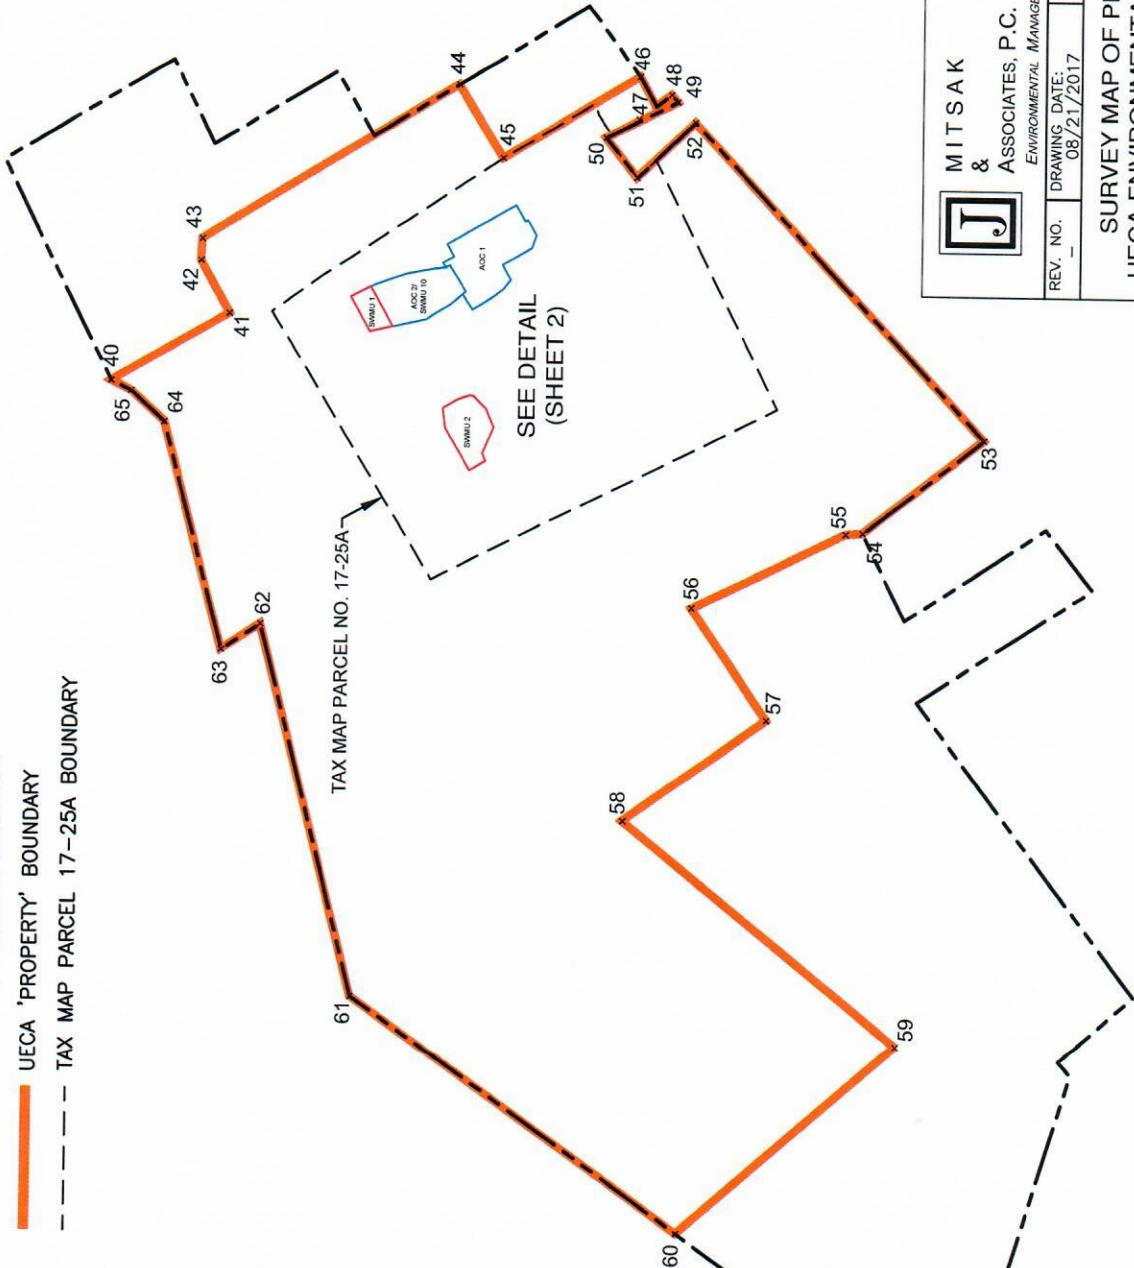 UECA 'PROPERTY' BOUNDARY
TAX MAP PARCEL 17-25A BOUNDARY
40
65
64
41
42
43
44
45
46
47
48
49
50
51
52
53
54
55
56
57
58
59
60
61
62
63
TAX MAP PARCEL NO. 17-25A
SWMU 1
AOC 2/
SWMU 10
AOC 1
SWMU 2
SEE DETAIL
(SHEET 2)
J
MITSAK
&
ASSOCIATES, P.C.
REV. NO.
-
DRAWING DATE:
08/21/2017
SURVEY MAP OF